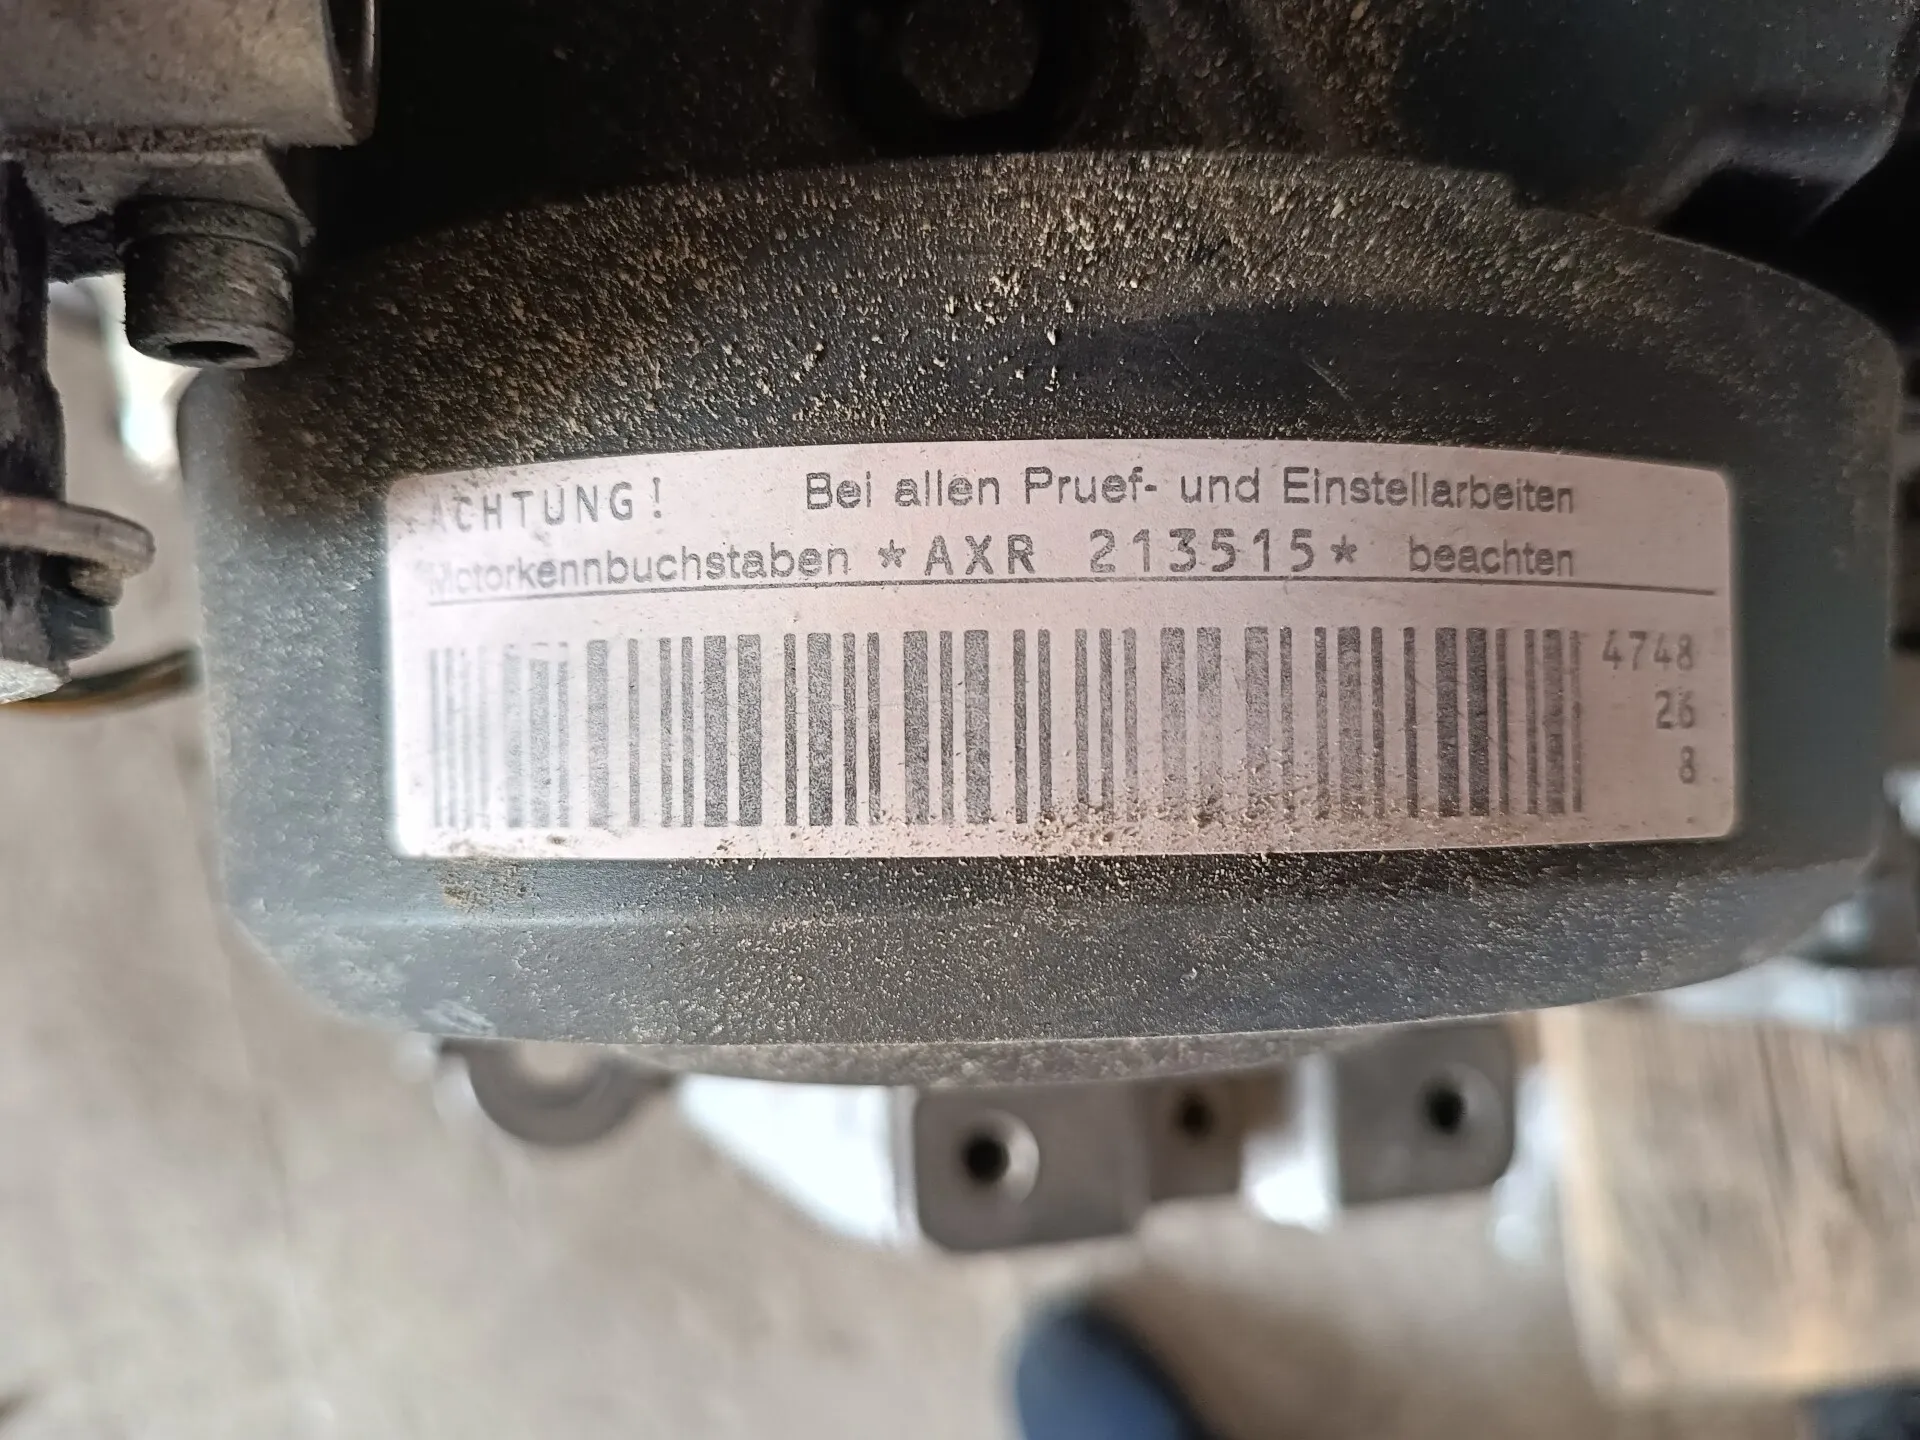 ACHTUNG! Bei allen Pruef- und Einstellarbeiten
Motorkennbuchstaben *AXR 213515* beachten
4748
26
8